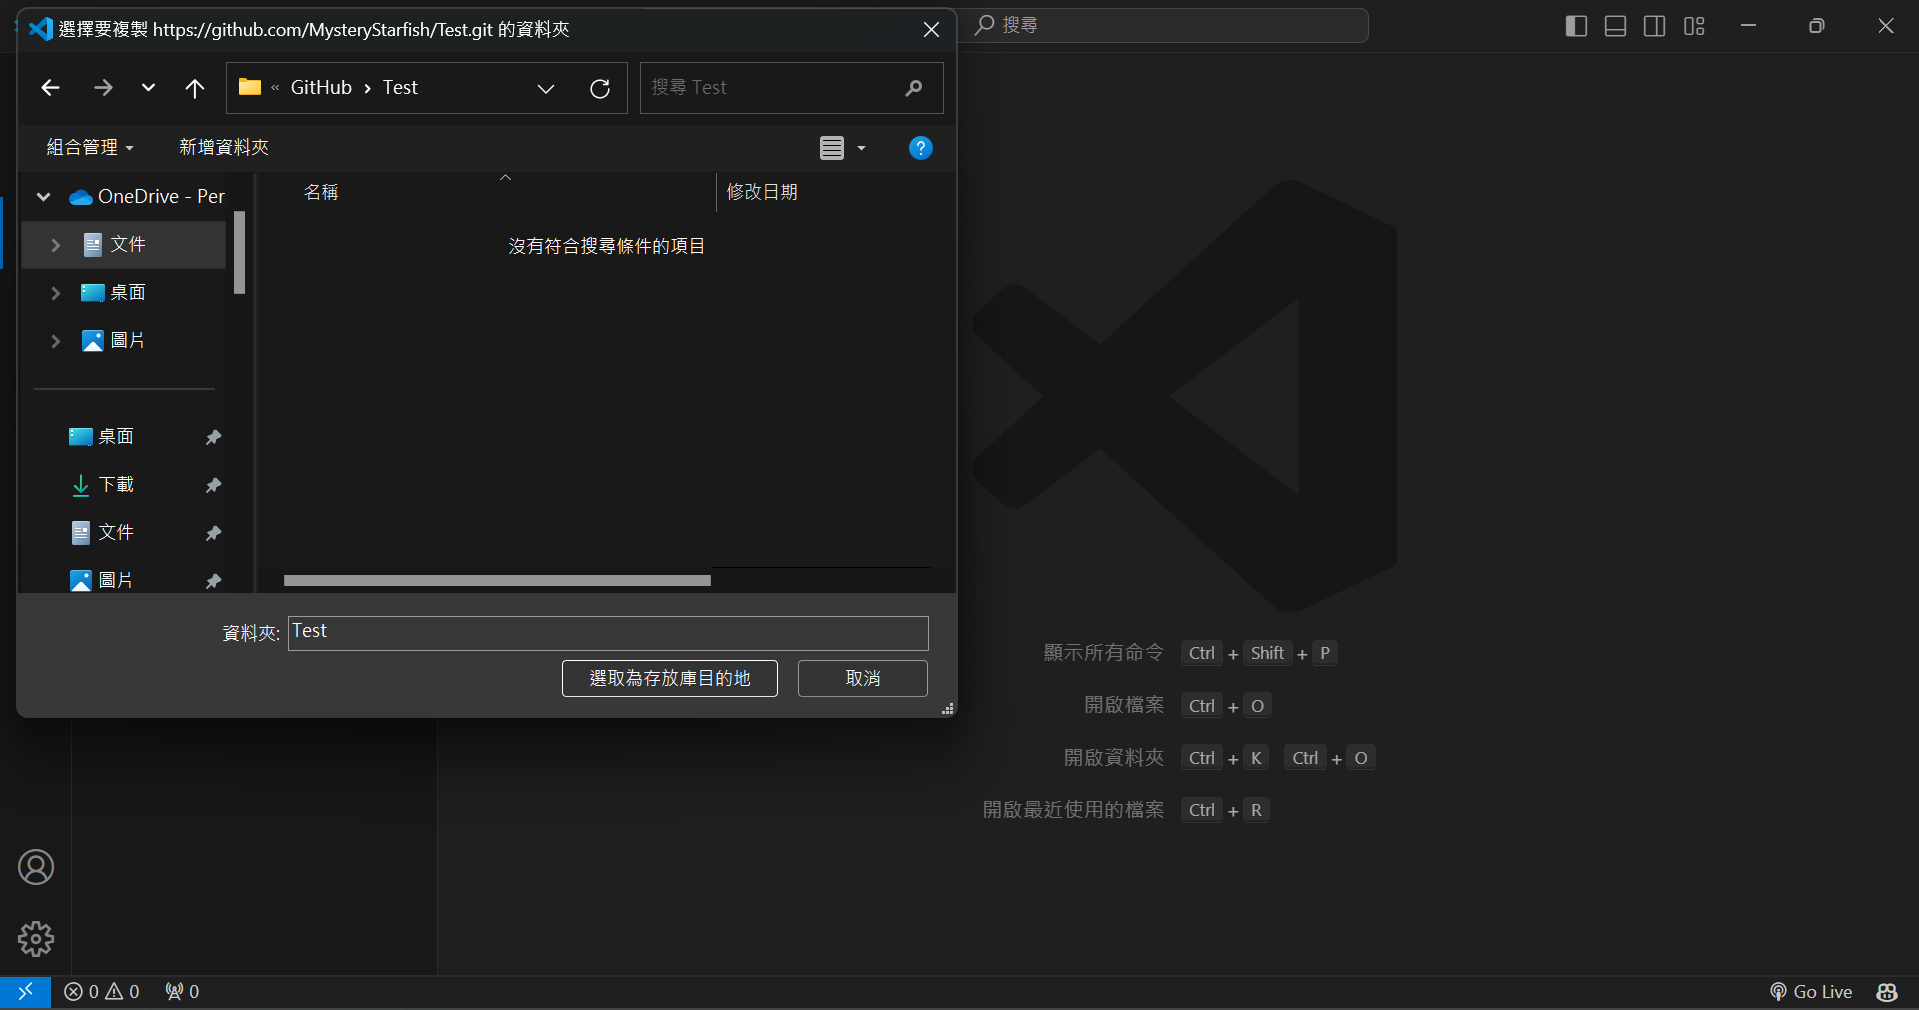 選擇要複製 https://github.com/MysteryStarfish/Test.git 的資料夾
搜尋
« GitHub › Test
搜尋 Test
組合管理
新增資料夾
?
OneDrive - Per
名稱
修改日期
文件
沒有符合搜尋條件的項目
桌面
圖片
桌面
下載
文件
圖片
資料夾: Test
選取為存放庫目的地
取消
顯示所有命令 Ctrl + Shift + P
開啟檔案 Ctrl + O
開啟資料夾 Ctrl + K Ctrl + O
開啟最近使用的檔案 Ctrl + R
0 0 0
Go Live